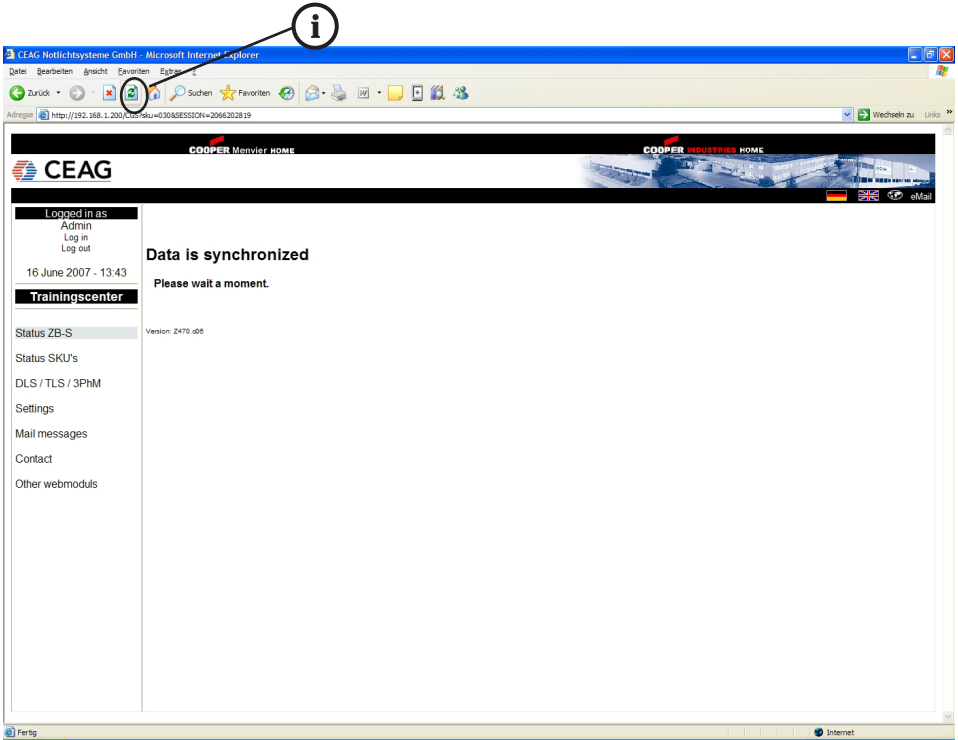 i
CEAG Notlichtsysteme GmbH - Microsoft Internet Explorer
Datei Bearbeiten Ansicht Favoriten Extras ?
Zurück Suchen Favoriten
Adresse http://192.168.1.200/CGS?sku=030&SESSION=2066202819 Wechseln zu Links »
COOPER Menvier HOME COOPER INDUSTRIES HOME
CEAG
eMail
Logged in as
Admin
Log in
Log out
16 June 2007 - 13:43
Trainingscenter
Data is synchronized
Please wait a moment.
Version: Z470.c06
Status ZB-S
Status SKU's
DLS / TLS / 3PhM
Settings
Mail messages
Contact
Other webmoduls
Fertig Internet